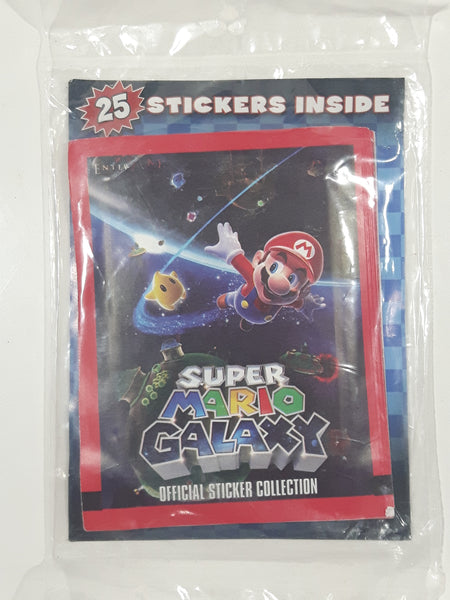 25 STICKERS INSIDE
SUPER
MARIO
GALAXY
OFFICIAL STICKER COLLECTION